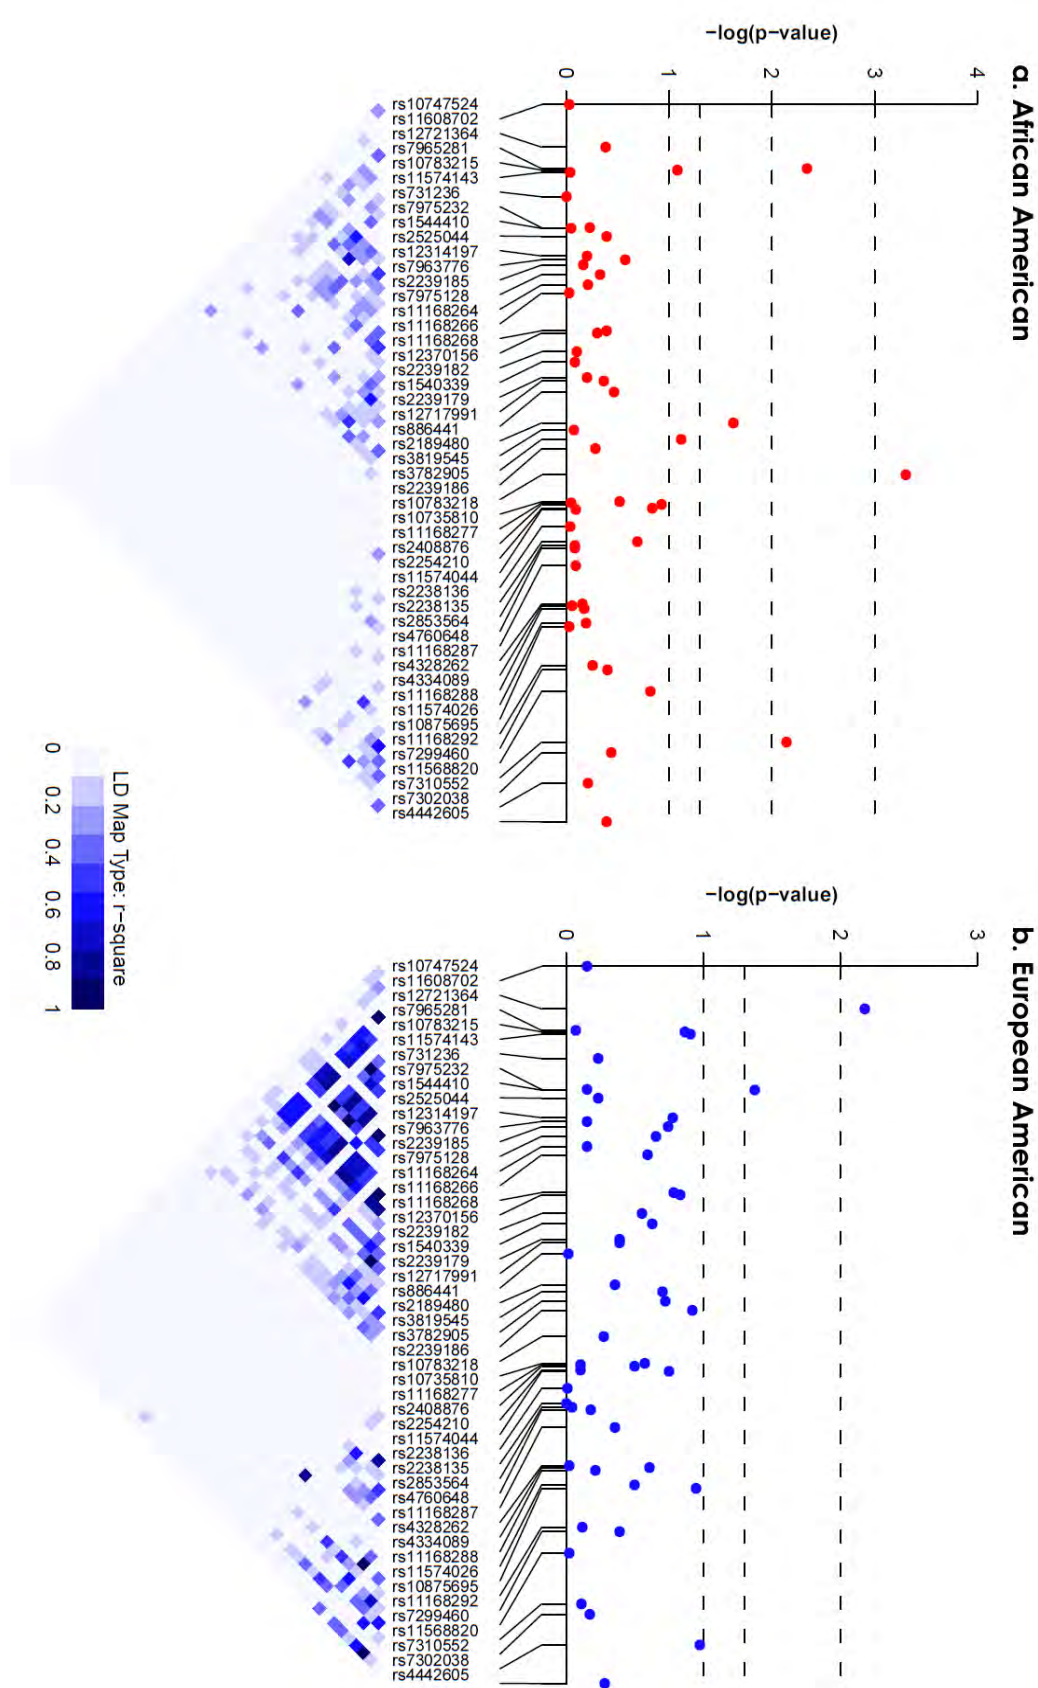 a. African American
−log(p−value)
0
1
2
3
4
rs10747524
rs11608702
rs12721364
rs7965281
rs10783215
rs11574143
rs731236
rs7975232
rs1544410
rs2525044
rs12314197
rs7963776
rs2239185
rs7975128
rs11168264
rs11168266
rs11168268
rs12370156
rs2239182
rs1540339
rs2239179
rs12717991
rs886441
rs2189480
rs3819545
rs3782905
rs2239186
rs10783218
rs10735810
rs11168277
rs2408876
rs2254210
rs11574044
rs2238136
rs2238135
rs2853564
rs4760648
rs11168287
rs4328262
rs4334089
rs11168288
rs11574026
rs10875695
rs11168292
rs7299460
rs11568820
rs7310552
rs7302038
rs4442605
LD Map Type: r−square
0
0.2
0.4
0.6
0.8
1
b. European American
−log(p−value)
0
1
2
3
rs10747524
rs11608702
rs12721364
rs7965281
rs10783215
rs11574143
rs731236
rs7975232
rs1544410
rs2525044
rs12314197
rs7963776
rs2239185
rs7975128
rs11168264
rs11168266
rs11168268
rs12370156
rs2239182
rs1540339
rs2239179
rs12717991
rs886441
rs2189480
rs3819545
rs3782905
rs2239186
rs10783218
rs10735810
rs11168277
rs2408876
rs2254210
rs11574044
rs2238136
rs2238135
rs2853564
rs4760648
rs11168287
rs4328262
rs4334089
rs11168288
rs11574026
rs10875695
rs11168292
rs7299460
rs11568820
rs7310552
rs7302038
rs4442605